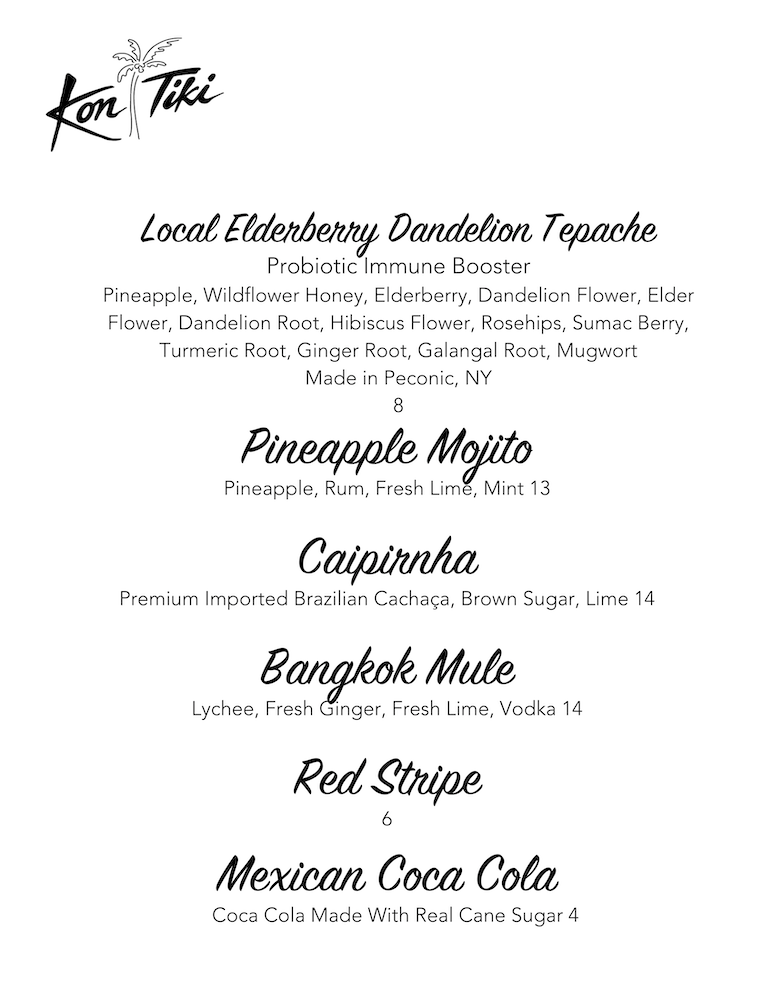 Kon Tiki
Local Elderberry Dandelion Tepache
Probiotic Immune Booster
Pineapple, Wildflower Honey, Elderberry, Dandelion Flower, Elder
Flower, Dandelion Root, Hibiscus Flower, Rosehips, Sumac Berry,
Turmeric Root, Ginger Root, Galangal Root, Mugwort
Made in Peconic, NY
8
Pineapple Mojito
Pineapple, Rum, Fresh Lime, Mint 13
Caipirnha
Premium Imported Brazilian Cachaça, Brown Sugar, Lime 14
Bangkok Mule
Lychee, Fresh Ginger, Fresh Lime, Vodka 14
Red Stripe
6
Mexican Coca Cola
Coca Cola Made With Real Cane Sugar 4